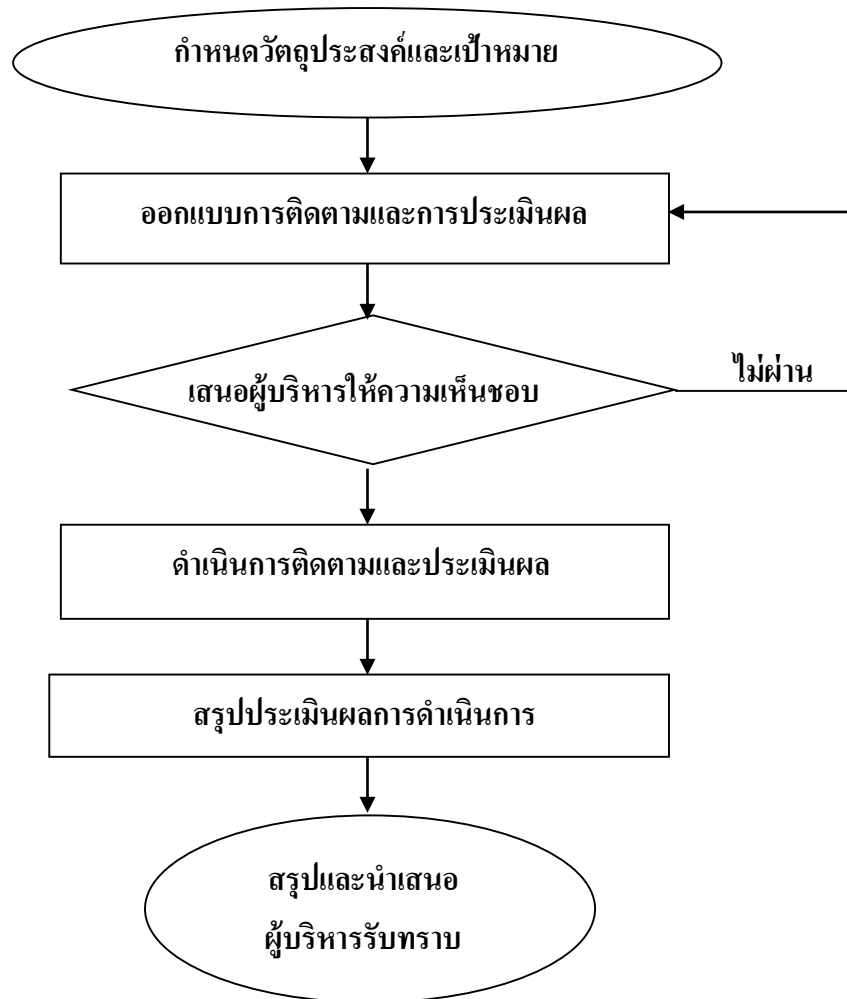 กำหนดวัตถุประสงค์และเป้าหมาย
ออกแบบการติดตามและการประเมินผล
เสนอผู้บริหารให้ความเห็นชอบ
ไม่ผ่าน
ดำเนินการติดตามและประเมินผล
สรุปประเมินผลการดำเนินการ
สรุปและนำเสนอ
ผู้บริหารรับทราบ